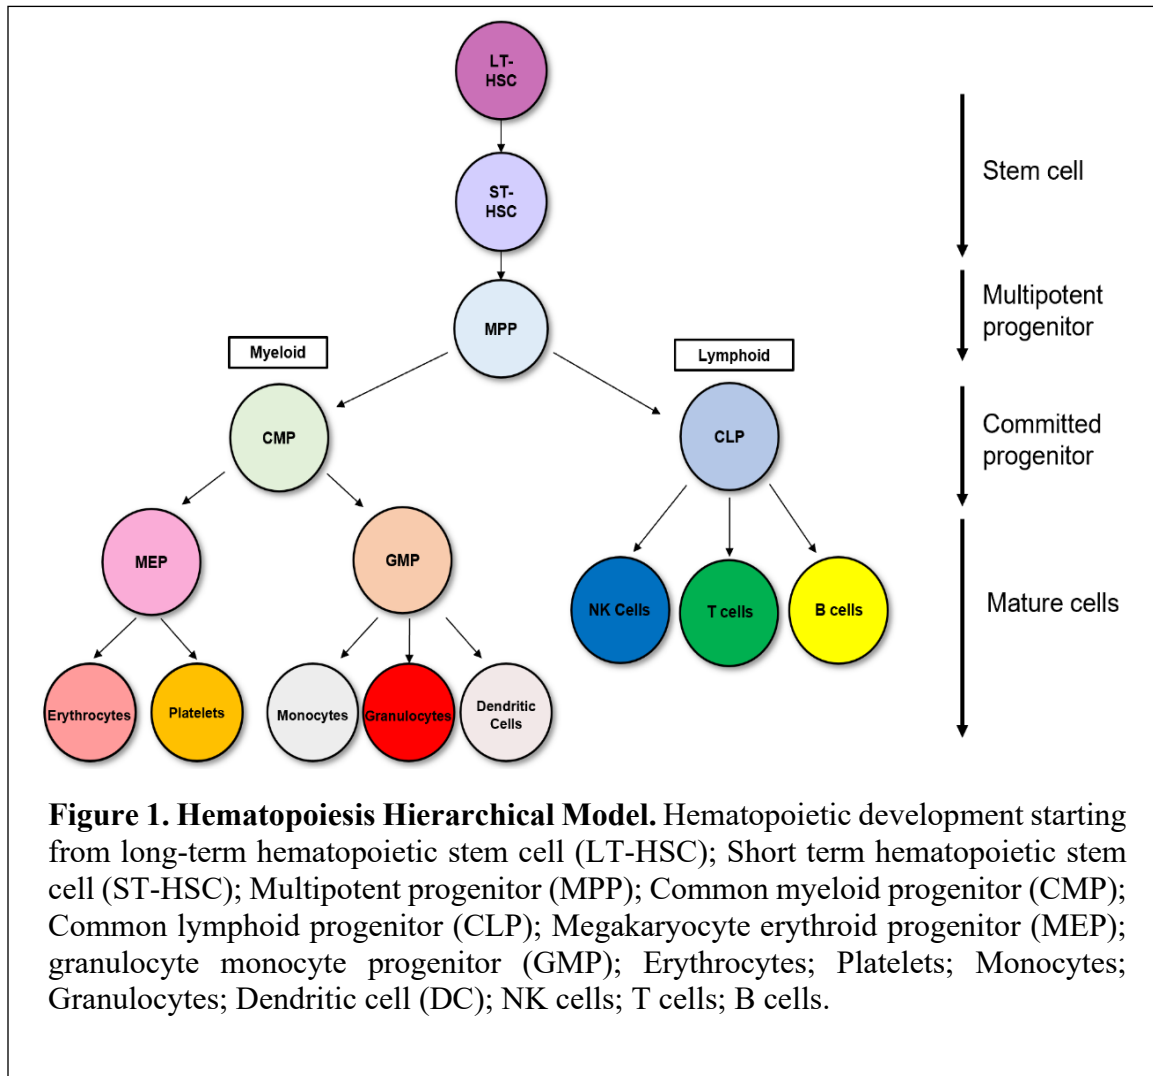 LT-
HSC
ST-
HSC
Stem cell
MPP
Multipotent
progenitor
Myeloid
Lymphoid
CMP
CLP
Committed
progenitor
MEP
GMP
NK Cells
T cells
B cells
Mature cells
Erythrocytes
Platelets
Monocytes
Granulocytes
Dendritic
Cells
Figure 1. Hematopoiesis Hierarchical Model. Hematopoietic development starting
from long-term hematopoietic stem cell (LT-HSC); Short term hematopoietic stem
cell (ST-HSC); Multipotent progenitor (MPP); Common myeloid progenitor (CMP);
Common lymphoid progenitor (CLP); Megakaryocyte erythroid progenitor (MEP);
granulocyte monocyte progenitor (GMP); Erythrocytes; Platelets; Monocytes;
Granulocytes; Dendritic cell (DC); NK cells; T cells; B cells.